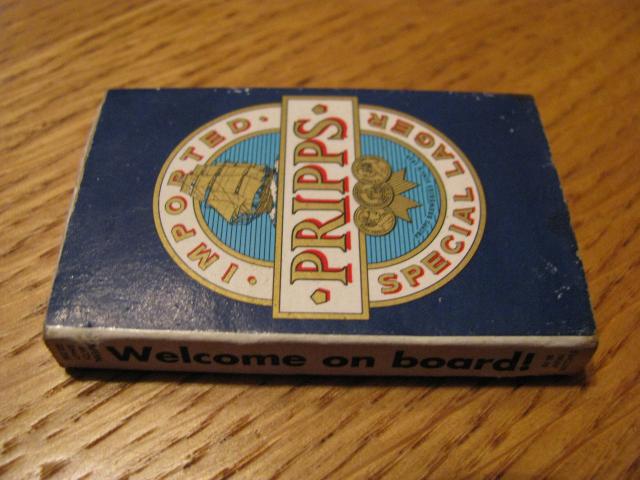 IMPORTED
PRIPPS
SPECIAL LAGER
Welcome on board!